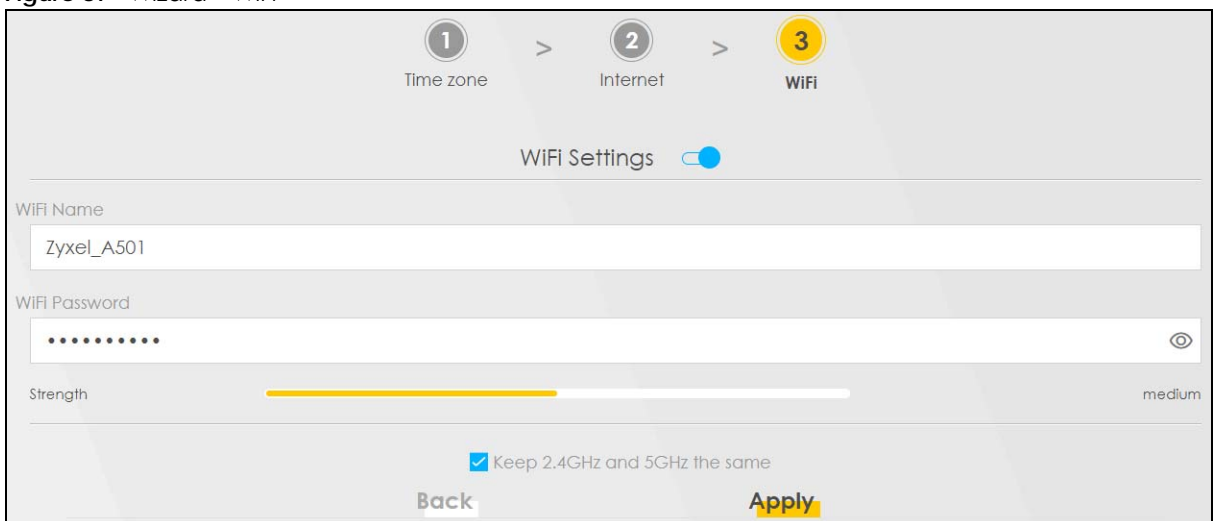 1 > 2 > 3
Time zone Internet WiFi
WiFi Settings
WiFi Name
Zyxel_A501
WiFi Password
••••••••••
Strength medium
Keep 2.4GHz and 5GHz the same
Back Apply